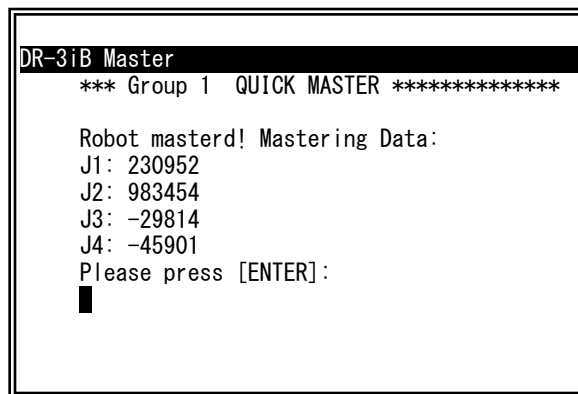 DR-3iB Master
*** Group 1 QUICK MASTER **************
Robot masterd! Mastering Data:
J1: 230952
J2: 983454
J3: -29814
J4: -45901
Please press [ENTER]: